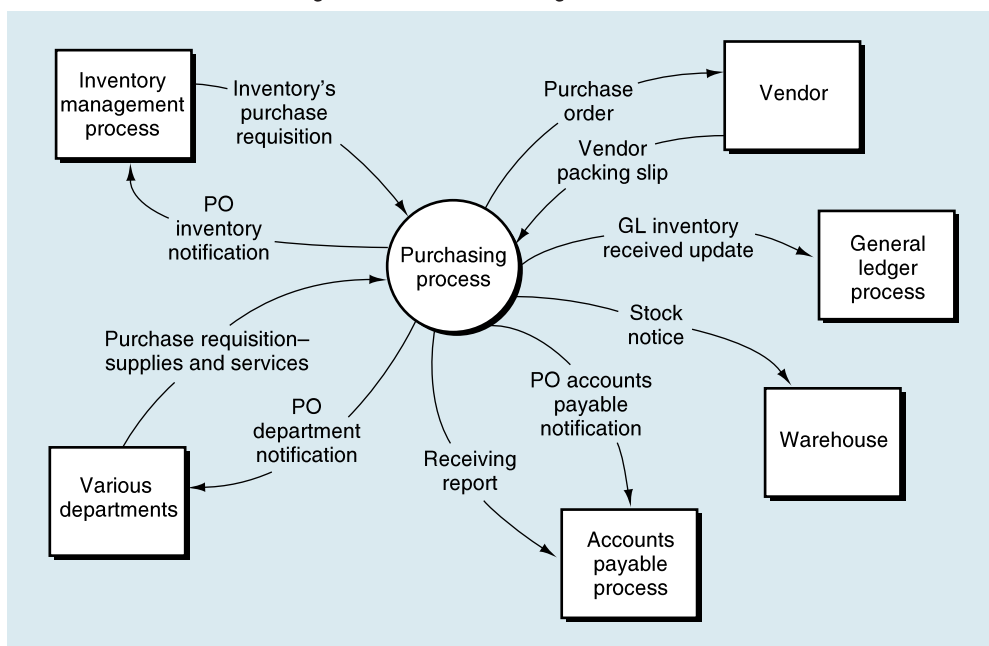 Inventory
management
process
Inventory's
purchase
requisition
Purchase
order
Vendor
Vendor
packing slip
PO
inventory
notification
Purchasing
process
GL inventory
received update
General
ledger
process
Stock
notice
Purchase requisition–
supplies and services
PO
department
notification
PO accounts
payable
notification
Warehouse
Receiving
report
Various
departments
Accounts
payable
process